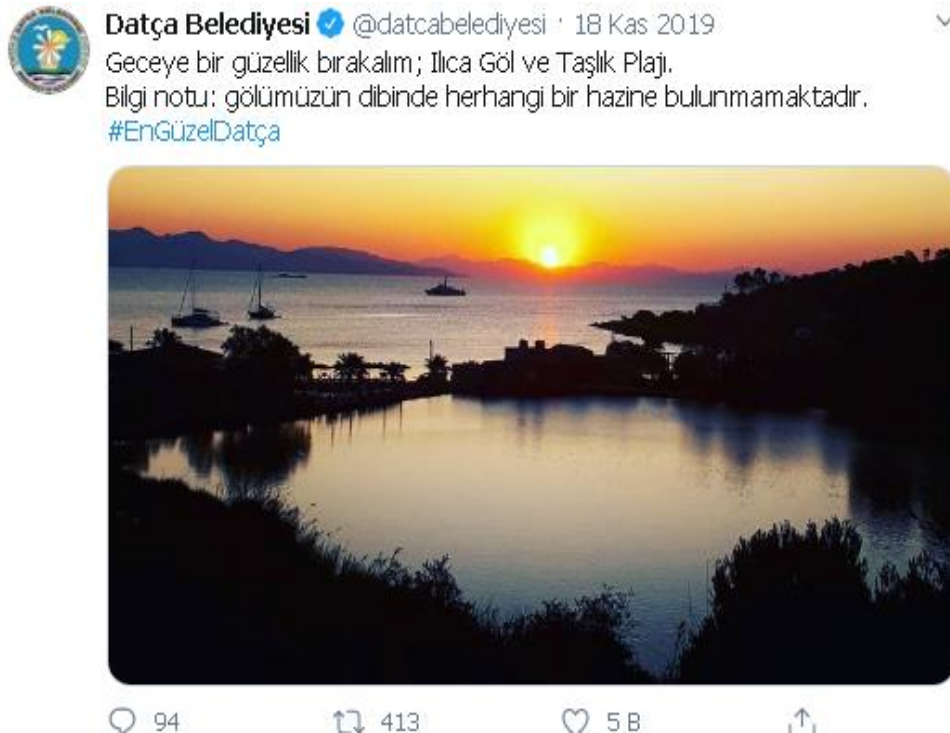 Datça Belediyesi @datcabelediyesi · 18 Kas 2019
Geceye bir güzellik bırakalım; Ilıca Göl ve Taşlık Plajı.
Bilgi notu: gölümüzün dibinde herhangi bir hazine bulunmamaktadır.
#EnGüzelDatça
94 413 5 B